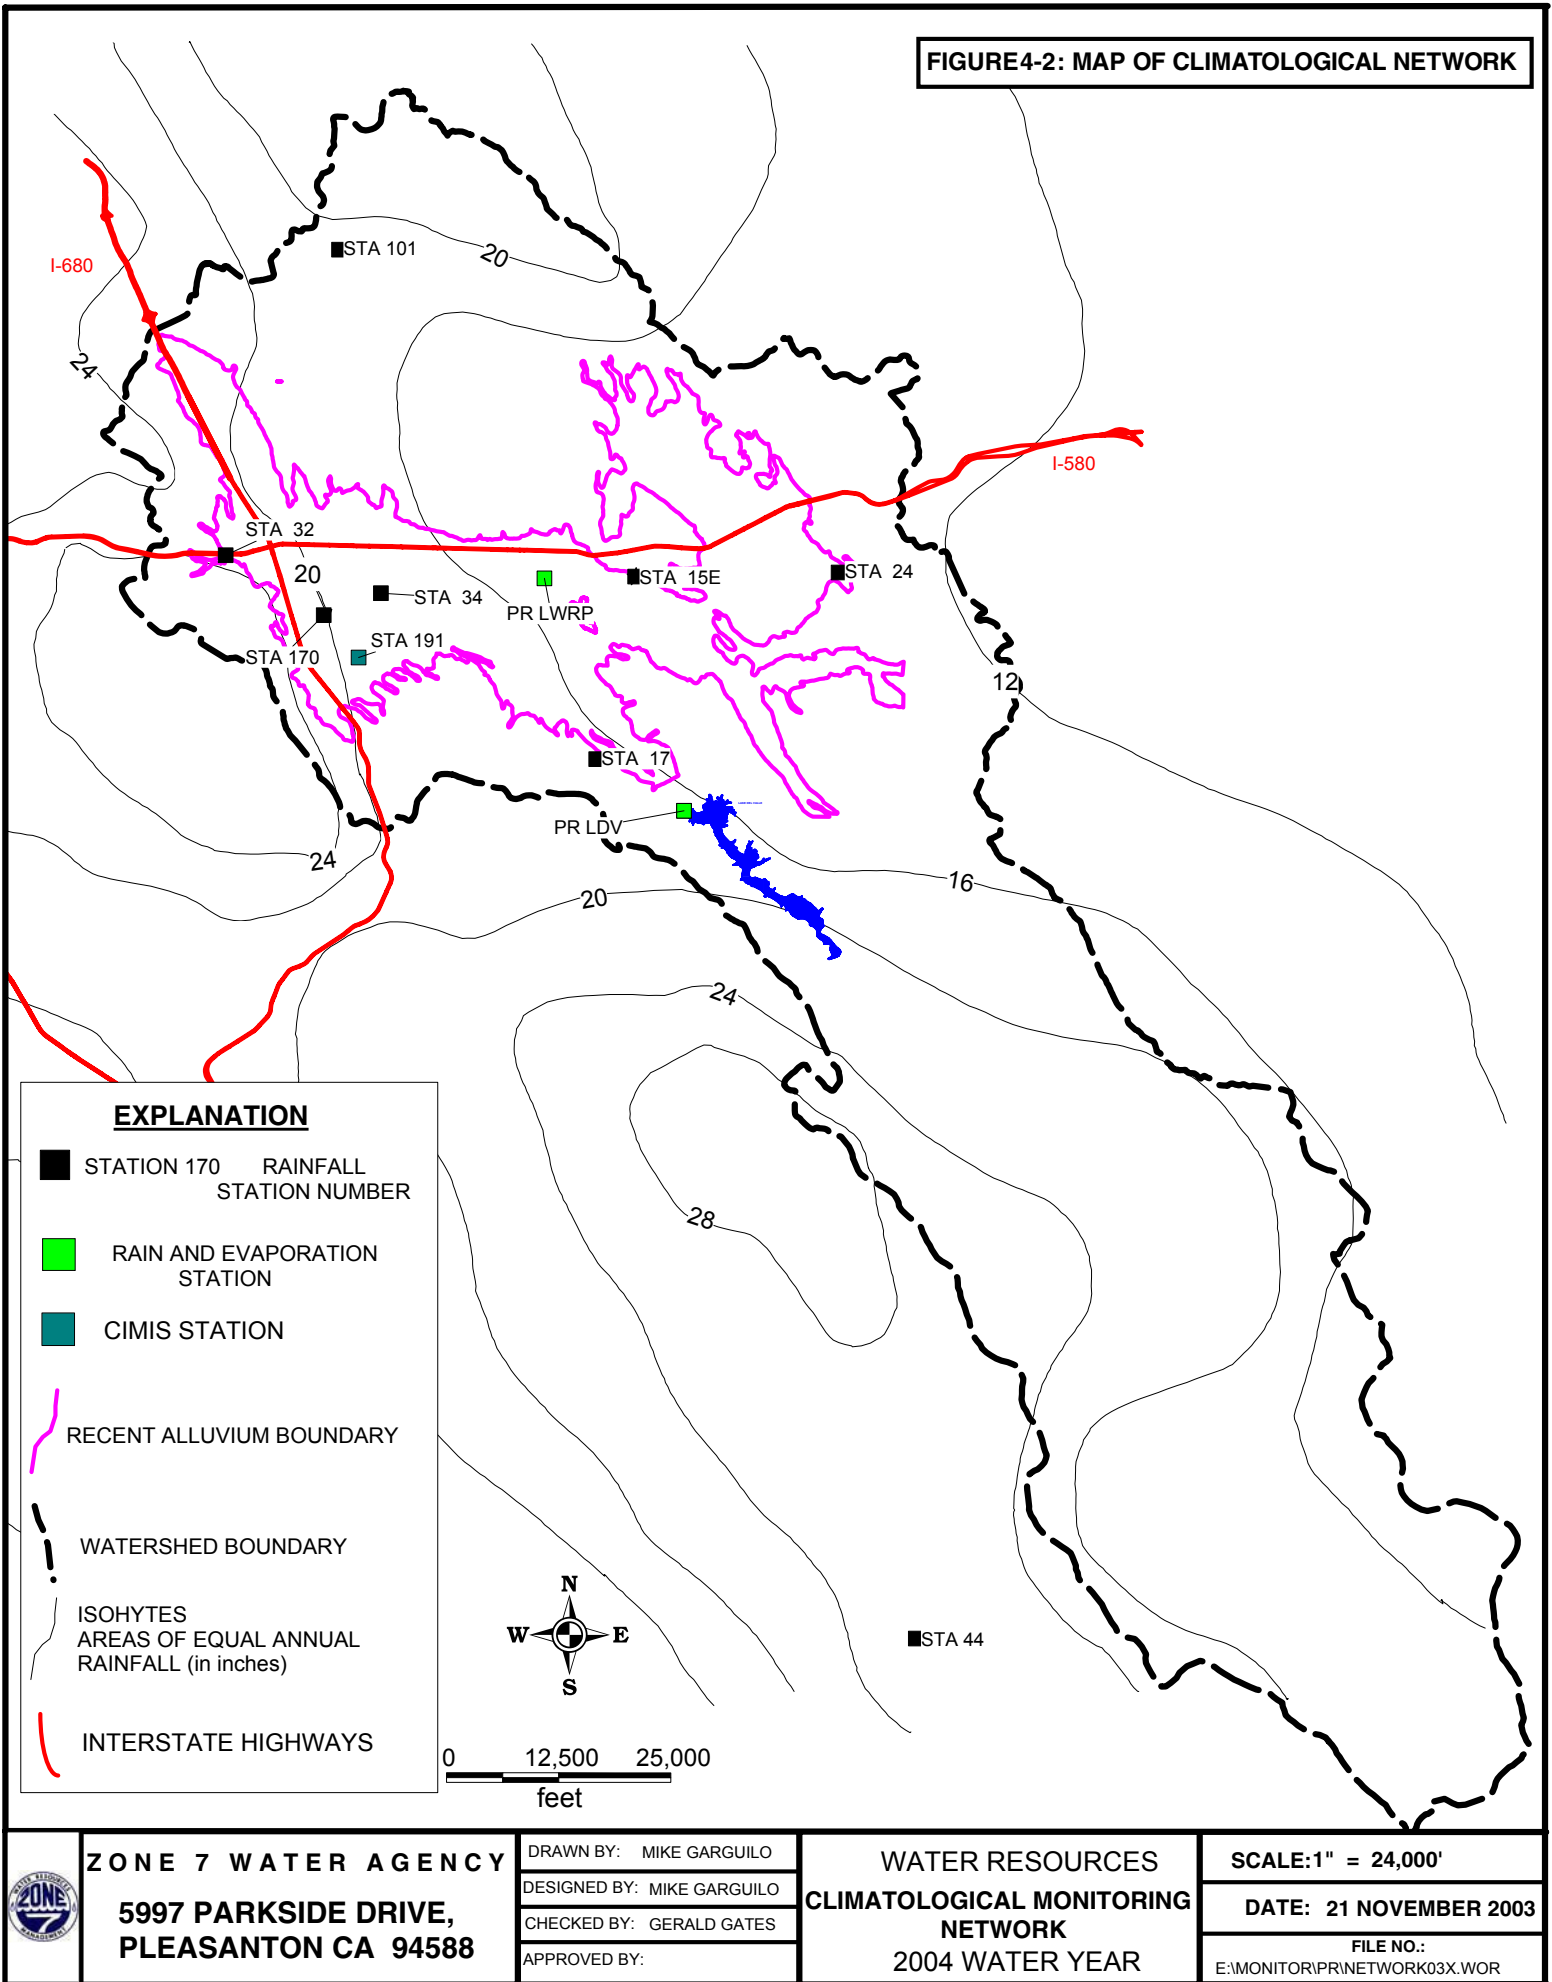 FIGURE4-2: MAP OF CLIMATOLOGICAL NETWORK
STA 101
20
I-680
24
I-580
STA 32
20
STA 15E
STA 24
STA 34
PR LWRP
STA 191
STA 170
12
STA 17
PR LDV
24
16
20
24
28
EXPLANATION
STATION 170 RAINFALL
STATION NUMBER
RAIN AND EVAPORATION
STATION
CIMIS STATION
RECENT ALLUVIUM BOUNDARY
WATERSHED BOUNDARY
ISOHYTES
AREAS OF EQUAL ANNUAL
RAINFALL (in inches)
INTERSTATE HIGHWAYS
N
W E
S
STA 44
0 12,500 25,000
feet
WATER RESOURCES
ZONE
7
MANAGEMENT
ZONE 7 WATER AGENCY
5997 PARKSIDE DRIVE,
PLEASANTON CA 94588
DRAWN BY: MIKE GARGUILO
DESIGNED BY: MIKE GARGUILO
CHECKED BY: GERALD GATES
APPROVED BY:
WATER RESOURCES
CLIMATOLOGICAL MONITORING
NETWORK
2004 WATER YEAR
SCALE:1" = 24,000'
DATE: 21 NOVEMBER 2003
FILE NO.:
E:\MONITOR\PR\NETWORK03X.WOR